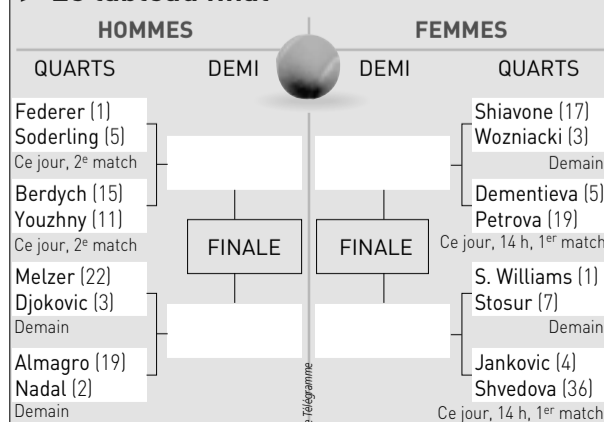 HOMMES
FEMMES
QUARTS
DEMI
DEMI
QUARTS
Federer (1)
Soderling (5)
Ce jour, 2e match
Berdych (15)
Youzhny (11)
Ce jour, 2e match
Melzer (22)
Djokovic (3)
Demain
Almagro (19)
Nadal (2)
Demain
FINALE
FINALE
Shiavone (17)
Wozniacki (3)
Demain
Dementieva (5)
Petrova (19)
Ce jour, 14 h, 1er match
S. Williams (1)
Stosur (7)
Demain
Jankovic (4)
Shvedova (36)
Ce jour, 14 h, 1er match
Télégramme